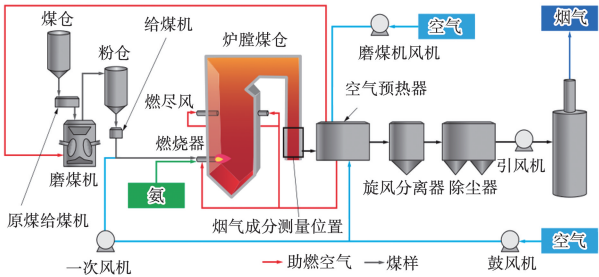 煤仓
给煤机
粉仓
炉膛煤仓
磨煤机风机
空气
烟气
空气预热器
燃尽风
燃烧器
磨煤机
原煤给煤机
氨
烟气成分测量位置
旋风分离器
除尘器
引风机
一次风机
助燃空气
煤样
鼓风机
空气